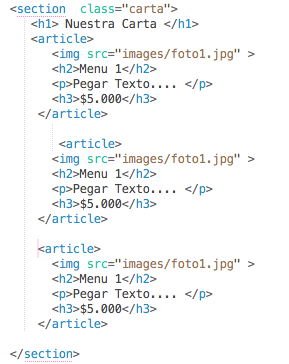 <section  class="carta">
   <h1> Nuestra Carta </h1>
   <article>
      <img src="images/foto1.jpg" >
      <h2>Menu 1</h2>
      <p>Pegar Texto.... </p>
      <h3>$5.000</h3>
    </article>

       <article>
      <img src="images/foto1.jpg" >
      <h2>Menu 1</h2>
      <p>Pegar Texto.... </p>
      <h3>$5.000</h3>
    </article>

    <article>
      <img src="images/foto1.jpg" >
      <h2>Menu 1</h2>
      <p>Pegar Texto.... </p>
      <h3>$5.000</h3>
    </article>

</section>